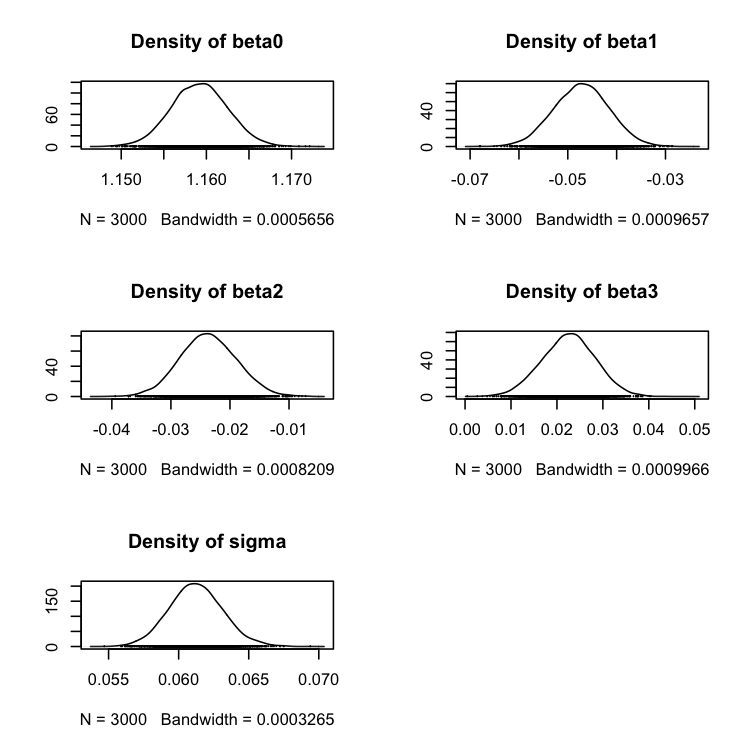 Density of beta0
60
0
1.150 1.160 1.170
N = 3000 Bandwidth = 0.0005656
Density of beta1
40
0
-0.07 -0.05 -0.03
N = 3000 Bandwidth = 0.0009657
Density of beta2
40
0
-0.04 -0.03 -0.02 -0.01
N = 3000 Bandwidth = 0.0008209
Density of beta3
40
0
0.00 0.01 0.02 0.03 0.04 0.05
N = 3000 Bandwidth = 0.0009966
Density of sigma
150
0
0.055 0.060 0.065 0.070
N = 3000 Bandwidth = 0.0003265